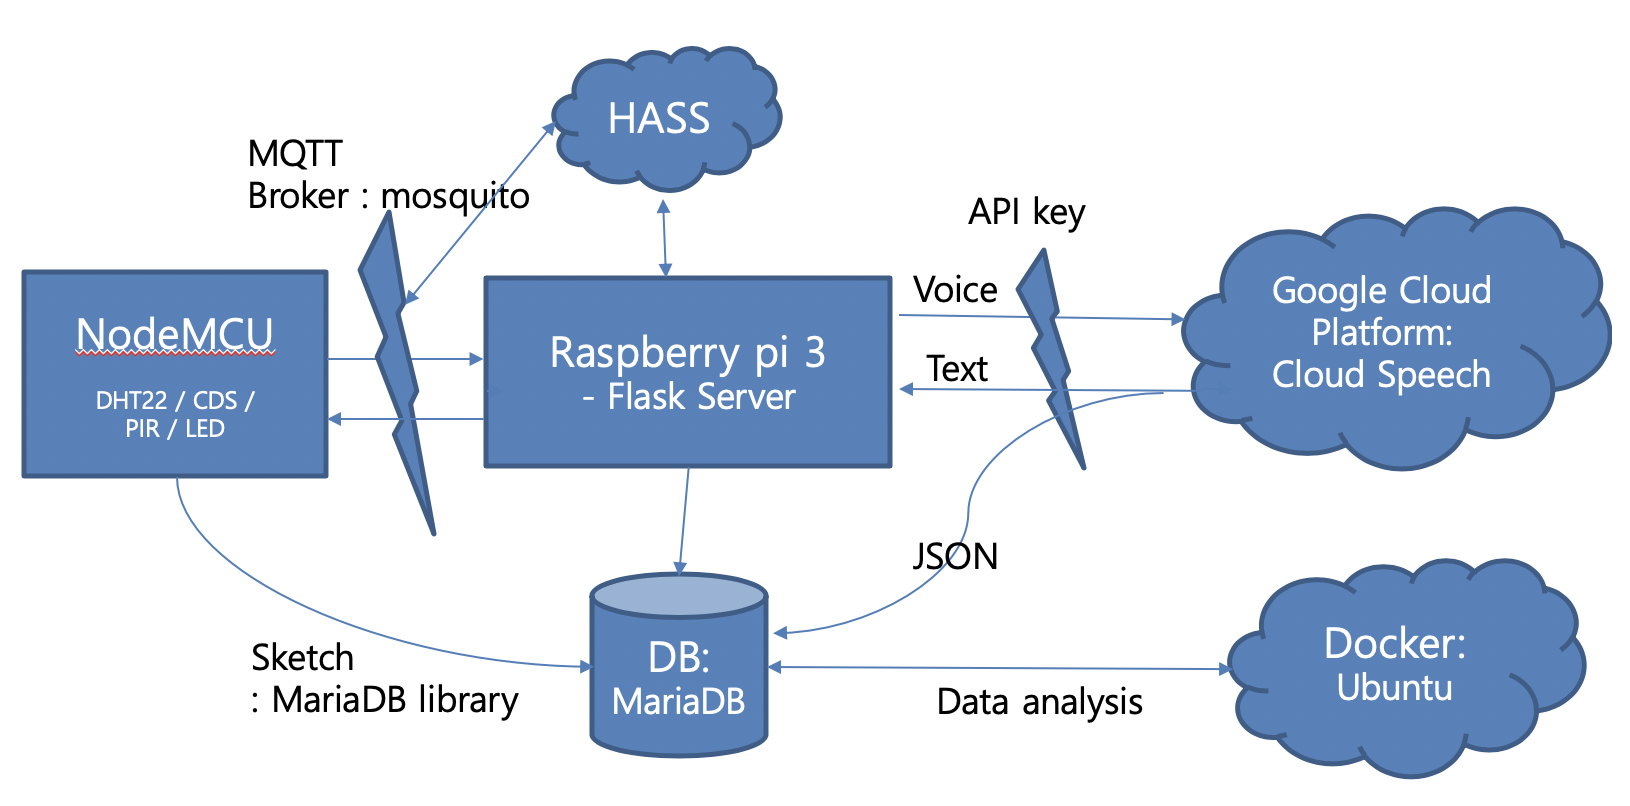 HASS
MQTT
Broker : mosquito
API key
NodeMCU
DHT22 / CDS /
PIR / LED
Raspberry pi 3
- Flask Server
Voice
Text
Google Cloud
Platform:
Cloud Speech
JSON
Sketch
: MariaDB library
DB:
MariaDB
Data analysis
Docker:
Ubuntu